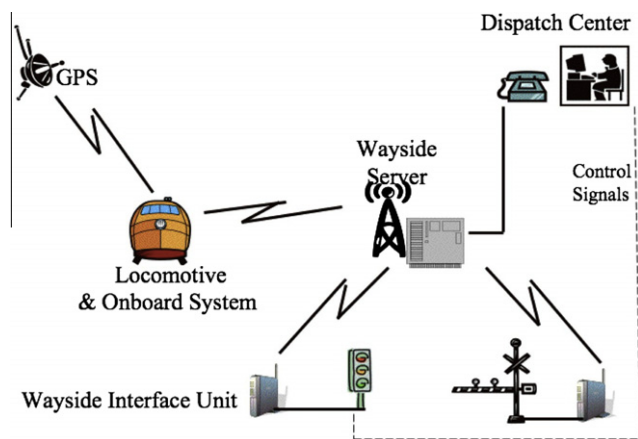 Dispatch Center
GPS
Wayside
Server
Control
Signals
Locomotive
& Onboard System
Wayside Interface Unit